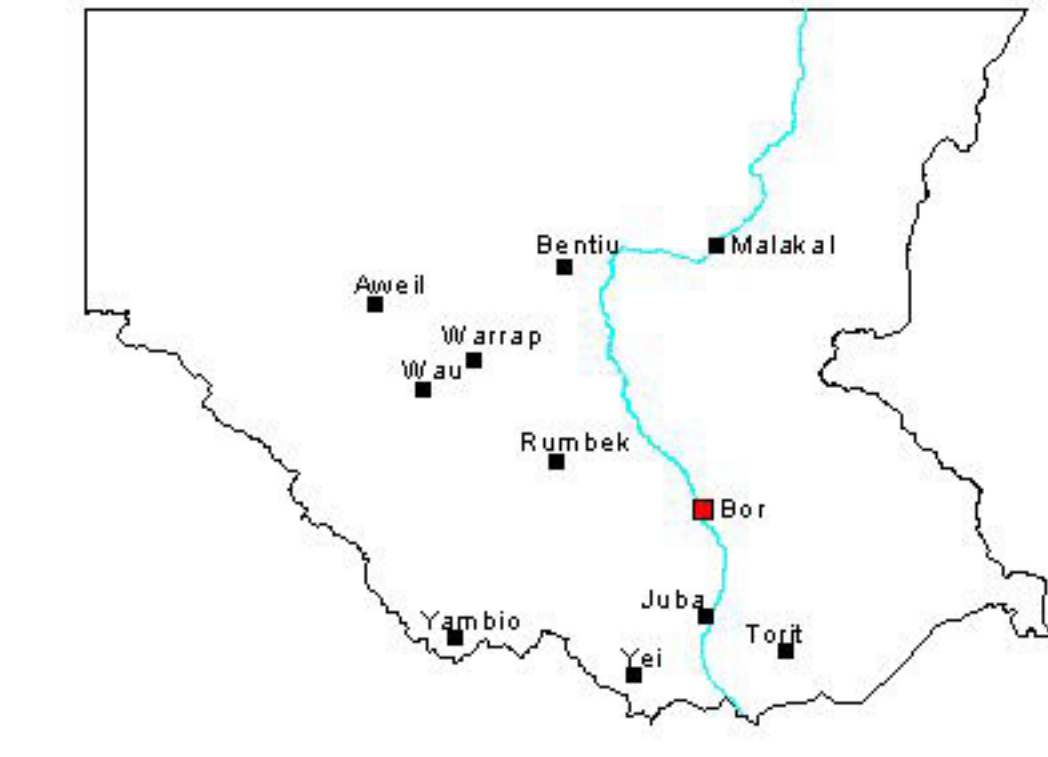 Bentiu
Malakal
Aweil
Warrap
Wau
Rumbek
Bor
Juba
Yambio
Torit
Yei